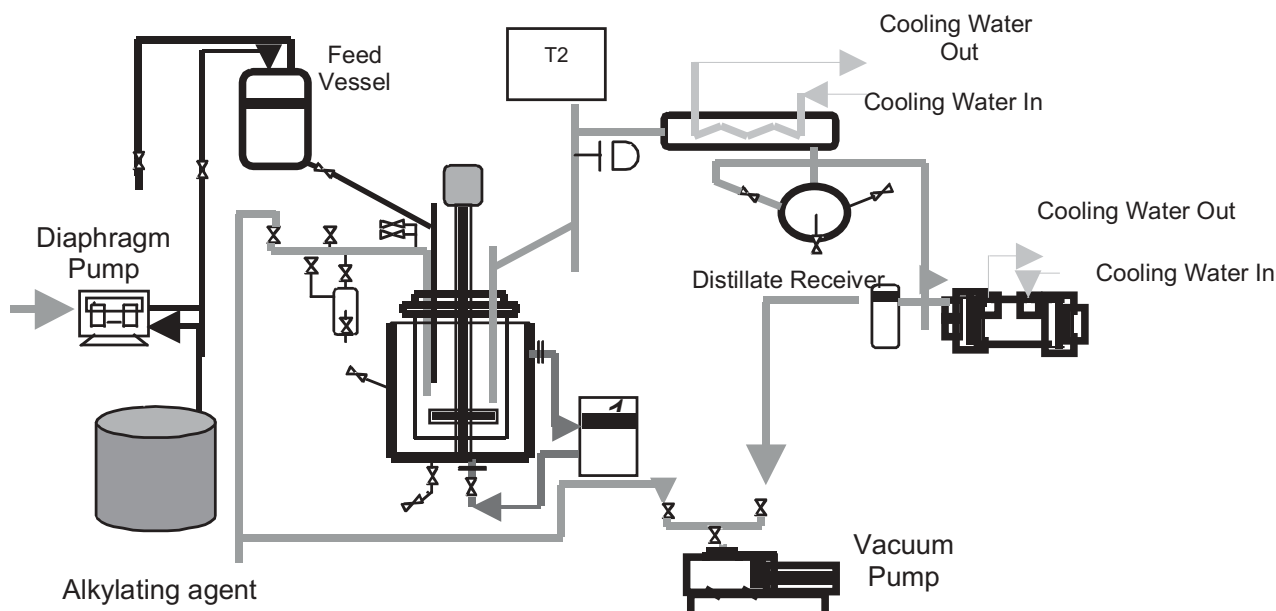 Cooling Water
Out
T2
Feed
Vessel
Cooling Water In
Cooling Water Out
Diaphragm
Pump
Cooling Water In
Distillate Receiver
Vacuum
Pump
Alkylating agent